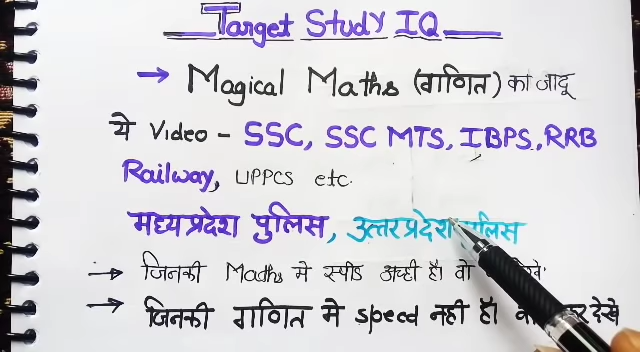 Target Study IQ
→ Magical Maths (गणित) का जादू
ये Video - SSC, SSC MTS, IBPS, RRB
Railway, UPPCS etc.
मध्यप्रदेश पुलिस, उत्तरप्रदेश पुलिस
→ जिनकी Maths मे स्पीड अच्छी है। वो
→ जिनकी गणित मे speed नही है। देखे